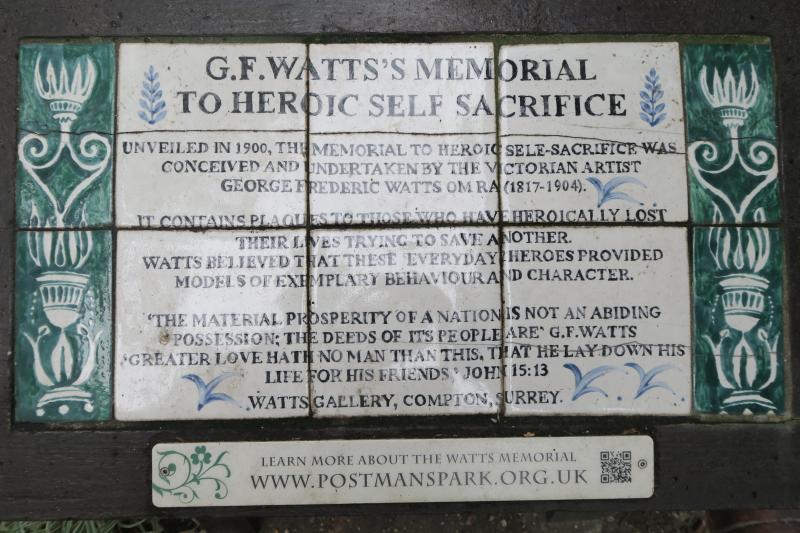 G.F.WATTS'S MEMORIAL
TO HEROIC SELF SACRIFICE
UNVEILED IN 1900, THE MEMORIAL TO HEROIC SELF-SACRIFICE WAS
CONCEIVED AND UNDERTAKEN BY THE VICTORIAN ARTIST
GEORGE FREDERIC WATTS OM RA (1817-1904).
IT CONTAINS PLAQUES TO THOSE WHO HAVE HEROICALLY LOST
THEIR LIVES TRYING TO SAVE ANOTHER.
WATTS BELIEVED THAT THESE 'EVERYDAY' HEROES PROVIDED
MODELS OF EXEMPLARY BEHAVIOUR AND CHARACTER.
'THE MATERIAL PROSPERITY OF A NATION IS NOT AN ABIDING
POSSESSION; THE DEEDS OF ITS PEOPLE ARE' G.F.WATTS
'GREATER LOVE HATH NO MAN THAN THIS, THAT HE LAY DOWN HIS
LIFE FOR HIS FRIENDS.' JOHN 15:13
WATTS GALLERY, COMPTON, SURREY.
LEARN MORE ABOUT THE WATTS MEMORIAL
WWW.POSTMANSPARK.ORG.UK